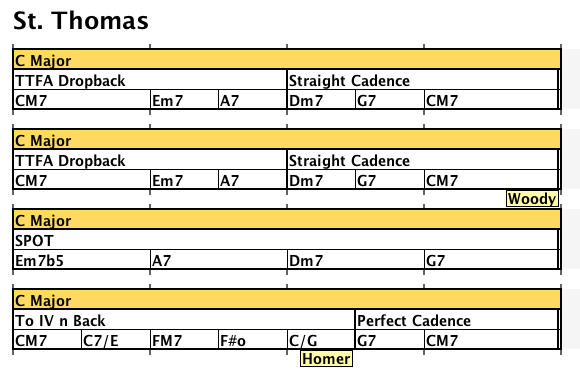 St. Thomas
C Major
TTFA Dropback Straight Cadence
CM7 Em7 A7 Dm7 G7 CM7
C Major
TTFA Dropback Straight Cadence
CM7 Em7 A7 Dm7 G7 CM7
Woody
C Major
SPOT
Em7b5 A7 Dm7 G7
C Major
To IV n Back Perfect Cadence
CM7 C7/E FM7 F#o C/G G7 CM7
Homer